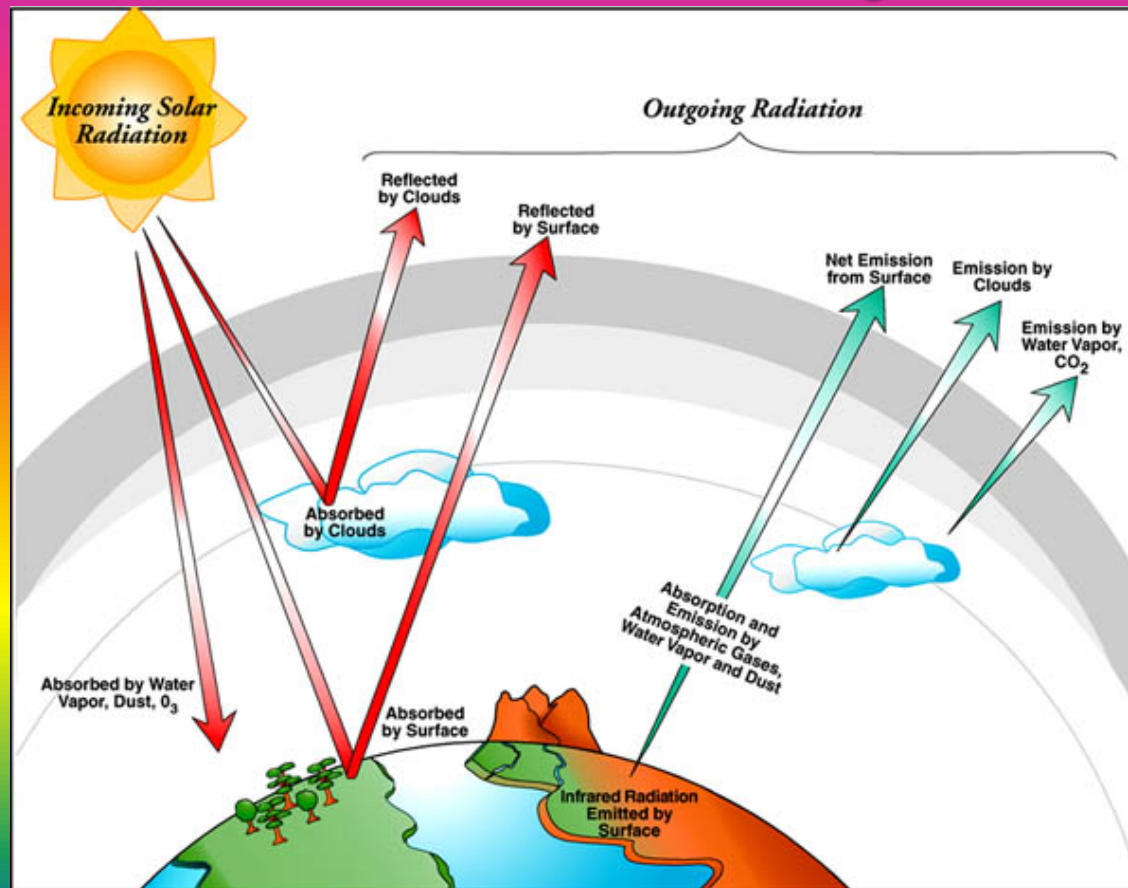 Incoming Solar
Radiation
Outgoing Radiation
Reflected
by Clouds
Reflected
by Surface
Net Emission
from Surface
Emission by
Clouds
Emission by
Water Vapor,
CO₂
Absorbed
by Clouds
Absorption and
Emission by
Atmospheric Gases,
Water Vapor and Dust
Absorbed by Water
Vapor, Dust, 0₃
Absorbed
by Surface
Infrared Radiation
Emitted by
Surface